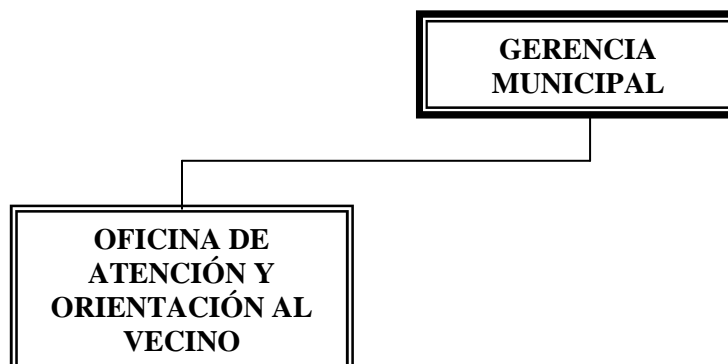 GERENCIA
MUNICIPAL
OFICINA DE
ATENCIÓN Y
ORIENTACIÓN AL
VECINO